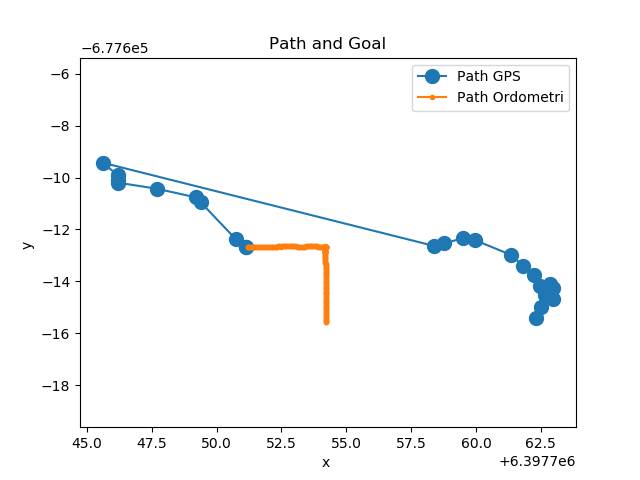 Path and Goal
−6.776e5
Path GPS
Path Ordometri
−6
−8
−10
−12
−14
−16
−18
y
45.0 47.5 50.0 52.5 55.0 57.5 60.0 62.5
x
+6.3977e6